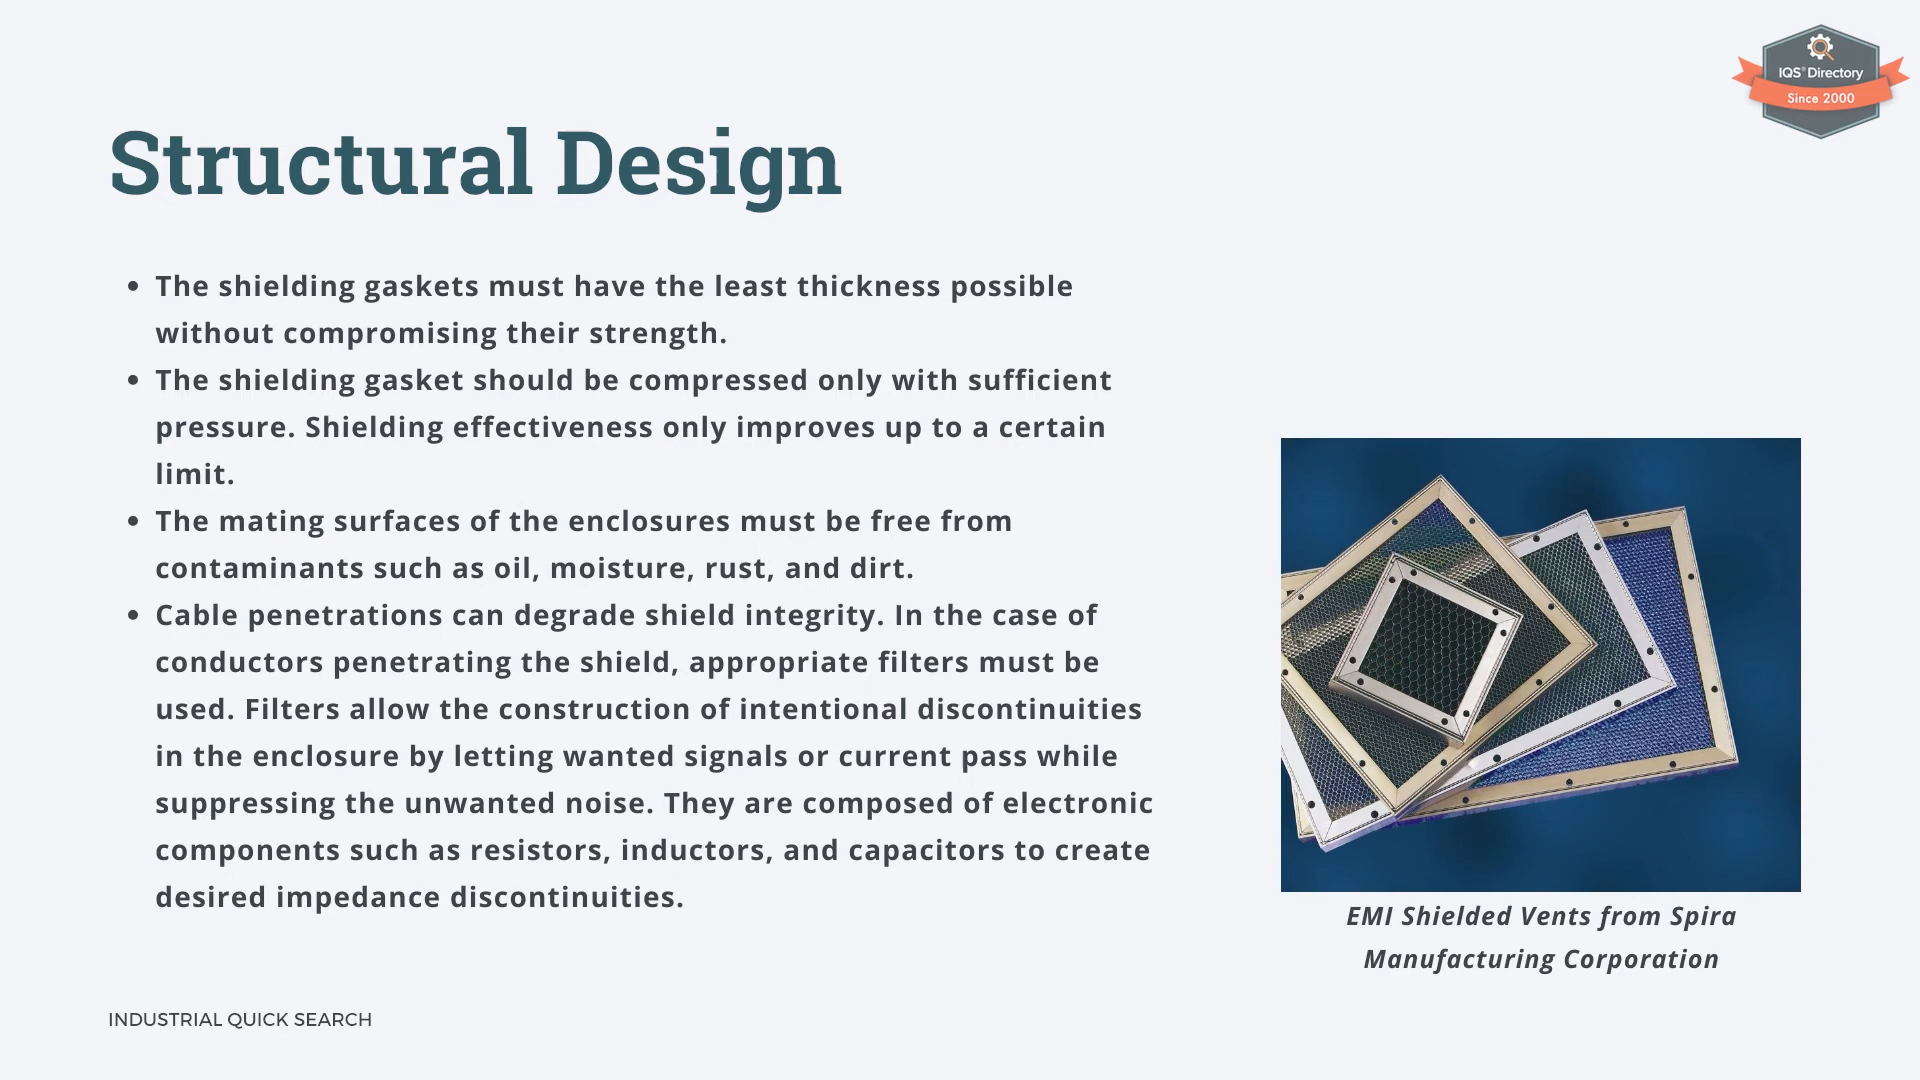 IQS® Directory
Since 2000
Structural Design
• The shielding gaskets must have the least thickness possible
without compromising their strength.
• The shielding gasket should be compressed only with sufficient
pressure. Shielding effectiveness only improves up to a certain
limit.
• The mating surfaces of the enclosures must be free from
contaminants such as oil, moisture, rust, and dirt.
• Cable penetrations can degrade shield integrity. In the case of
conductors penetrating the shield, appropriate filters must be
used. Filters allow the construction of intentional discontinuities
in the enclosure by letting wanted signals or current pass while
suppressing the unwanted noise. They are composed of electronic
components such as resistors, inductors, and capacitors to create
desired impedance discontinuities.
EMI Shielded Vents from Spira
Manufacturing Corporation
INDUSTRIAL QUICK SEARCH